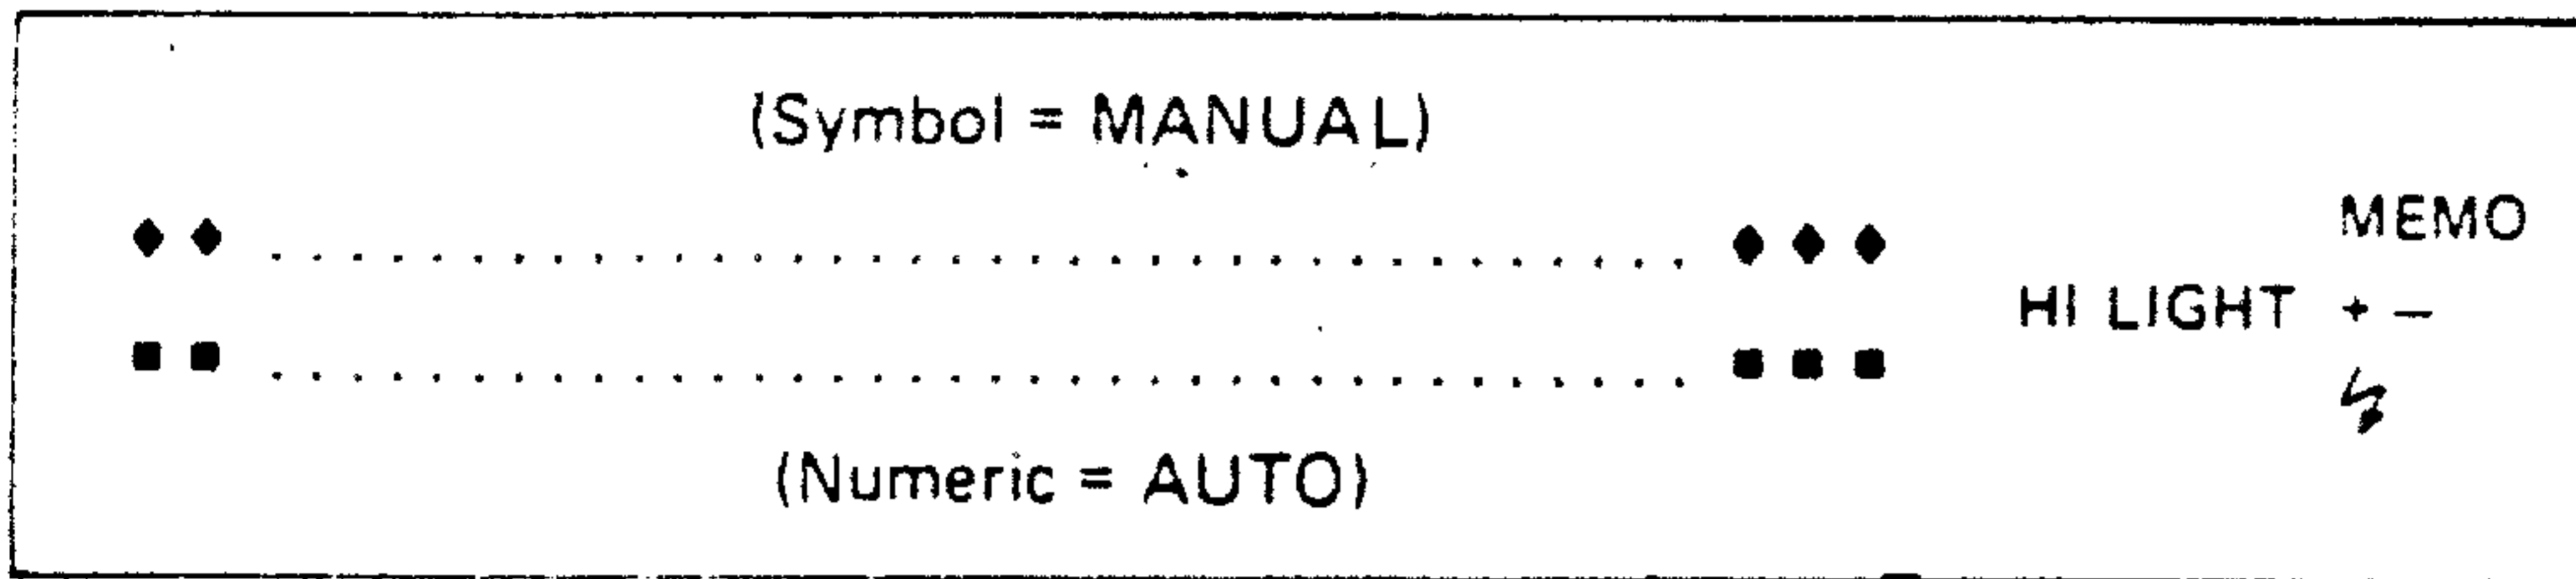 (Symbol = MANUAL)
MEMO
♦ ♦ .................................... ♦ ♦ ♦
HI LIGHT + –
■ ■ .................................... ■ ■ ■
(Numeric = AUTO)